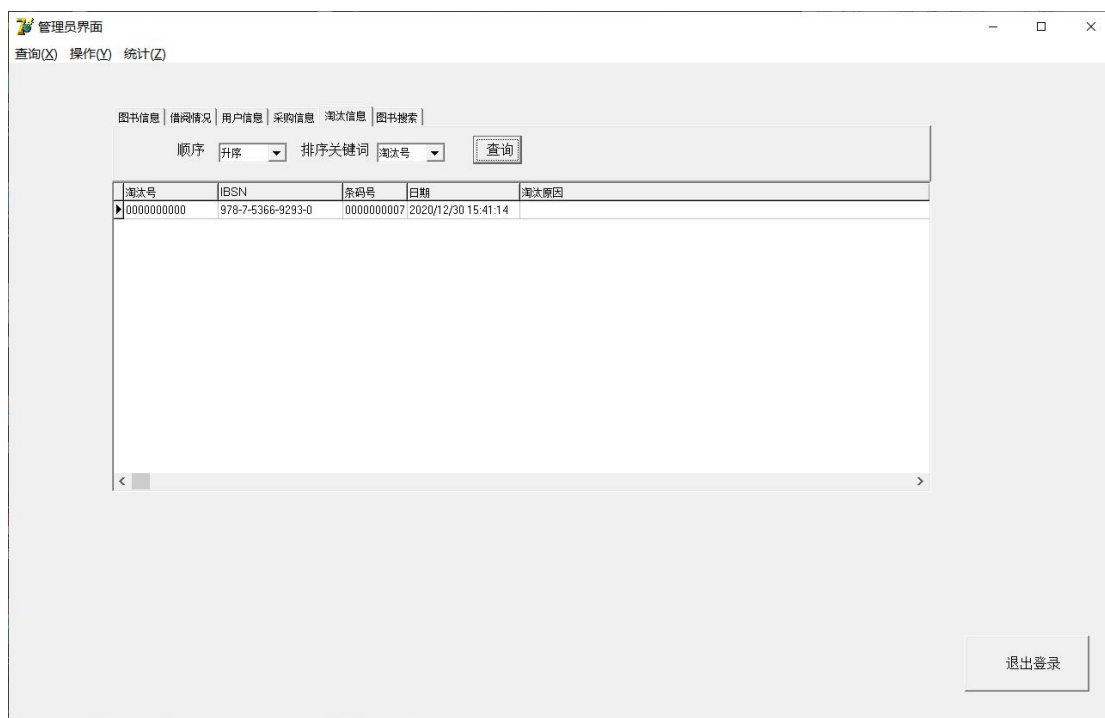 管理员界面
查询(X) 操作(Y) 统计(Z)
图书信息 借阅情况 用户信息 采购信息 淘汰信息 图书搜索
顺序 升序 排序关键词 淘汰号 查询
淘汰号 IBSN 条码号 日期 淘汰原因
0000000000 978-7-5366-9293-0 0000000007 2020/12/30 15:41:14
退出登录